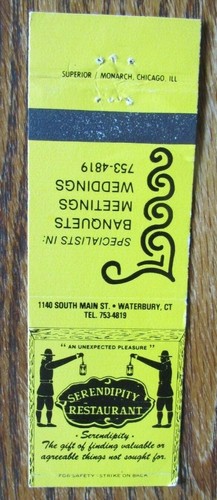 SUPERIOR / MONARCH, CHICAGO, ILL
SPECIALISTS IN:
BANQUETS
MEETINGS
WEDDINGS
753-4819
1140 SOUTH MAIN ST. • WATERBURY, CT
TEL. 753-4819
"AN UNEXPECTED PLEASURE"
SERENDIPITY
RESTAURANT
· Serendipity ·
The gift of finding valuable or
agreeable things not sought for.
FOR SAFETY · STRIKE ON BACK